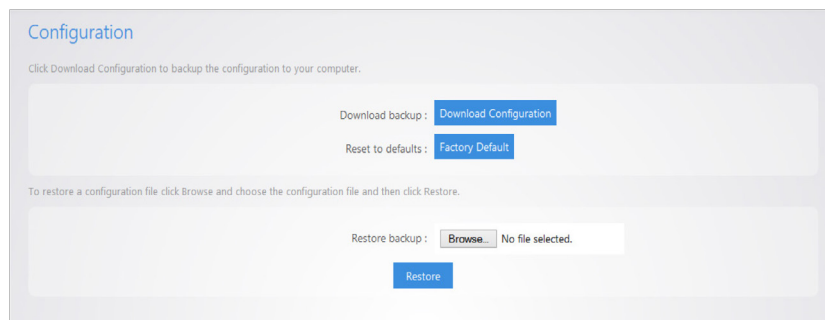 Configuration
Click Download Configuration to backup the configuration to your computer.
Download backup : Download Configuration
Reset to defaults : Factory Default
To restore a configuration file click Browse and choose the configuration file and then click Restore.
Restore backup : Browse... No file selected.
Restore